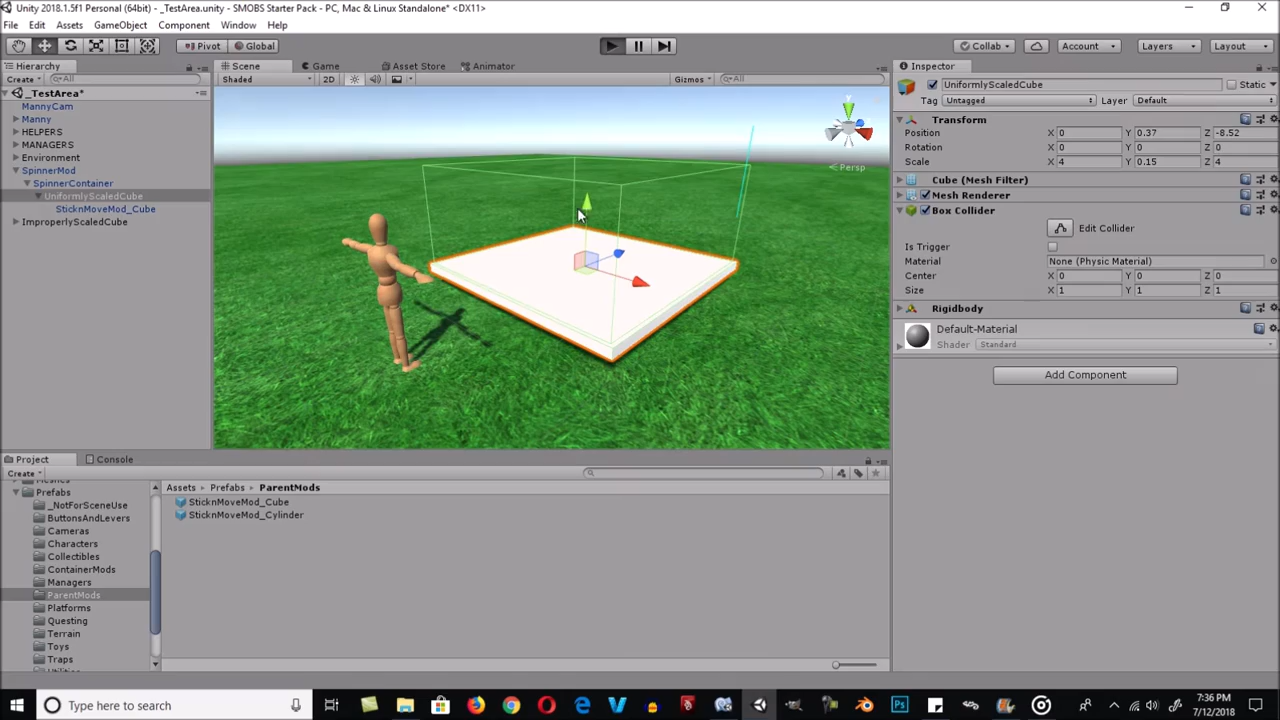 Unity 2018.1.5f1 Personal (64bit) - _TestArea.unity - SMOBS Starter Pack - PC, Mac & Linux Standalone* <DX11>
File Edit Assets GameObject Component Window Help
Pivot Global Collab Account Layers Layout
Hierarchy
Create All
_TestArea*
MannyCam
Manny
HELPERS
MANAGERS
Environment
SpinnerMod
SpinnerContainer
UniformlyScaledCube
SticknMoveMod_Cube
ImproperlyScaledCube
Scene Game Asset Store Animator
Shaded 2D Gizmos All
y
Persp
Inspector
UniformlyScaledCube Static
Tag Untagged Layer Default
Transform
Position X 0 Y 0.37 Z -8.52
Rotation X 0 Y 0 Z 0
Scale X 4 Y 0.15 Z 4
Cube (Mesh Filter)
Mesh Renderer
Box Collider
Edit Collider
Is Trigger
Material None (Physic Material)
Center X 0 Y 0 Z 0
Size X 1 Y 1 Z 1
Rigidbody
Default-Material
Shader Standard
Add Component
Project Console
Create
Prefabs
_NotForSceneUse
ButtonsAndLevers
Cameras
Characters
Collectibles
ContainerMods
Managers
ParentMods
Platforms
Questing
Terrain
Toys
Traps
Assets Prefabs ParentMods
SticknMoveMod_Cube
SticknMoveMod_Cylinder
Type here to search
7:36 PM
7/12/2018